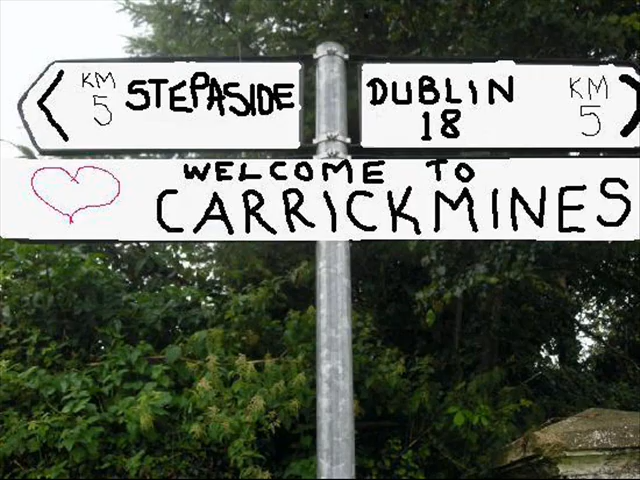 KM
5 STEPASIDE
DUBLIN KM
18 5
WELCOME TO
CARRICKMINES